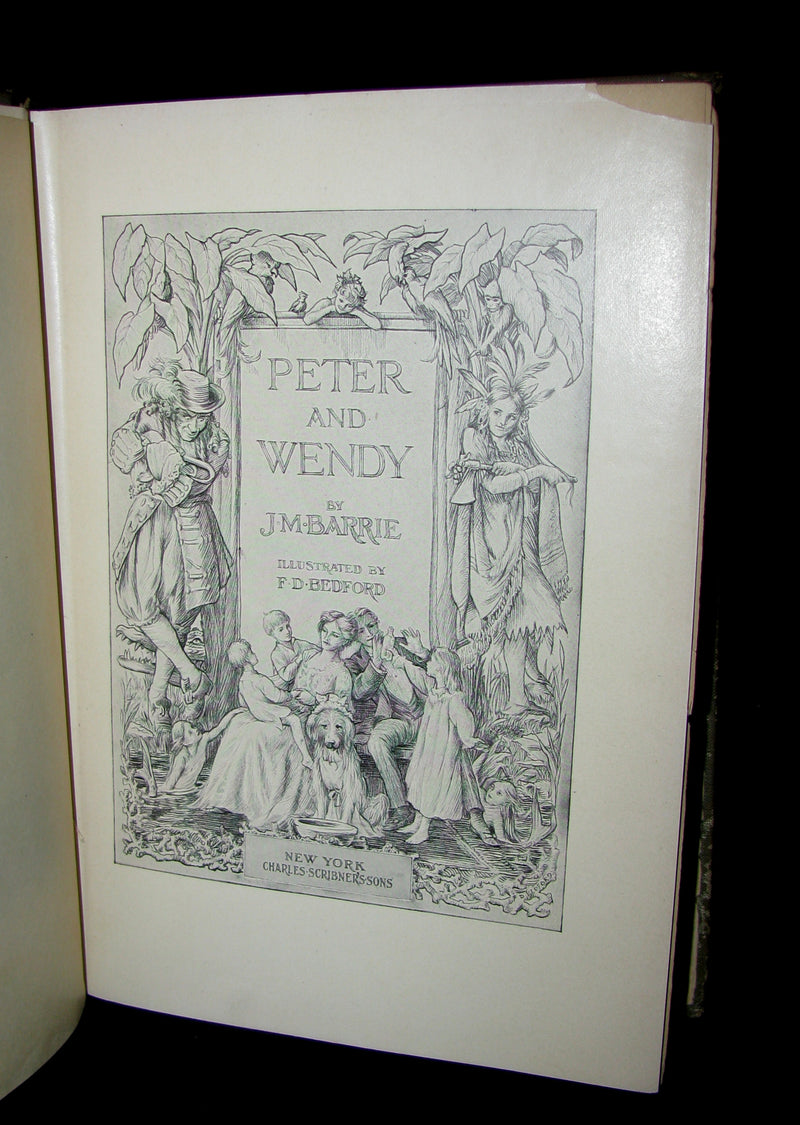 PETER
AND
WENDY
BY
J·M·BARRIE
ILLUSTRATED BY
F·D·BEDFORD
NEW YORK
CHARLES·SCRIBNER'S·SONS